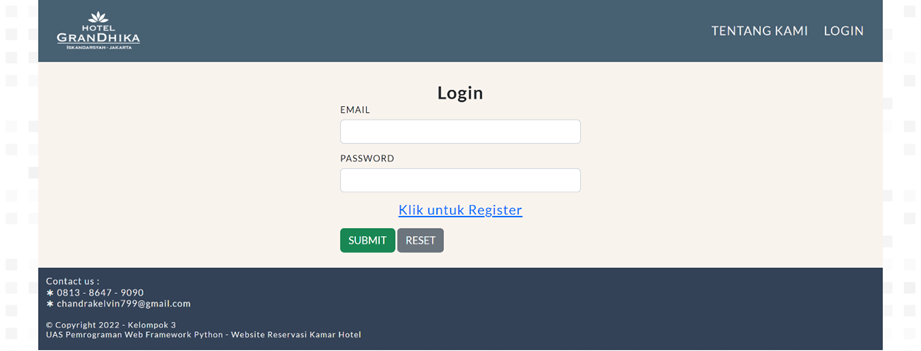 HOTEL
GRANDHIKA
ISKANDARSYAH - JAKARTA
TENTANG KAMI LOGIN
Login
EMAIL
PASSWORD
Klik untuk Register
SUBMIT RESET
Contact us :
✱ 0813 - 8647 - 9090
✱ chandrakelvin799@gmail.com
© Copyright 2022 - Kelompok 3
UAS Pemrograman Web Framework Python - Website Reservasi Kamar Hotel